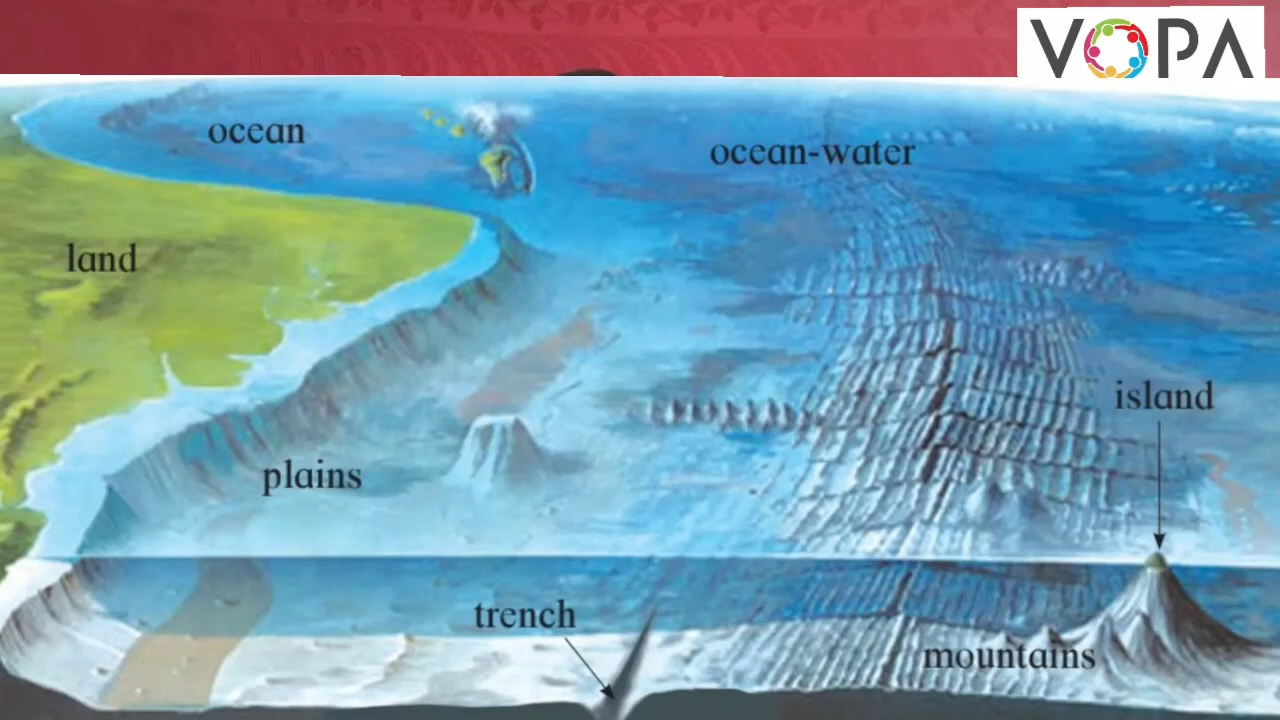 VOPA
ocean
ocean-water
land
island
plains
trench
mountains